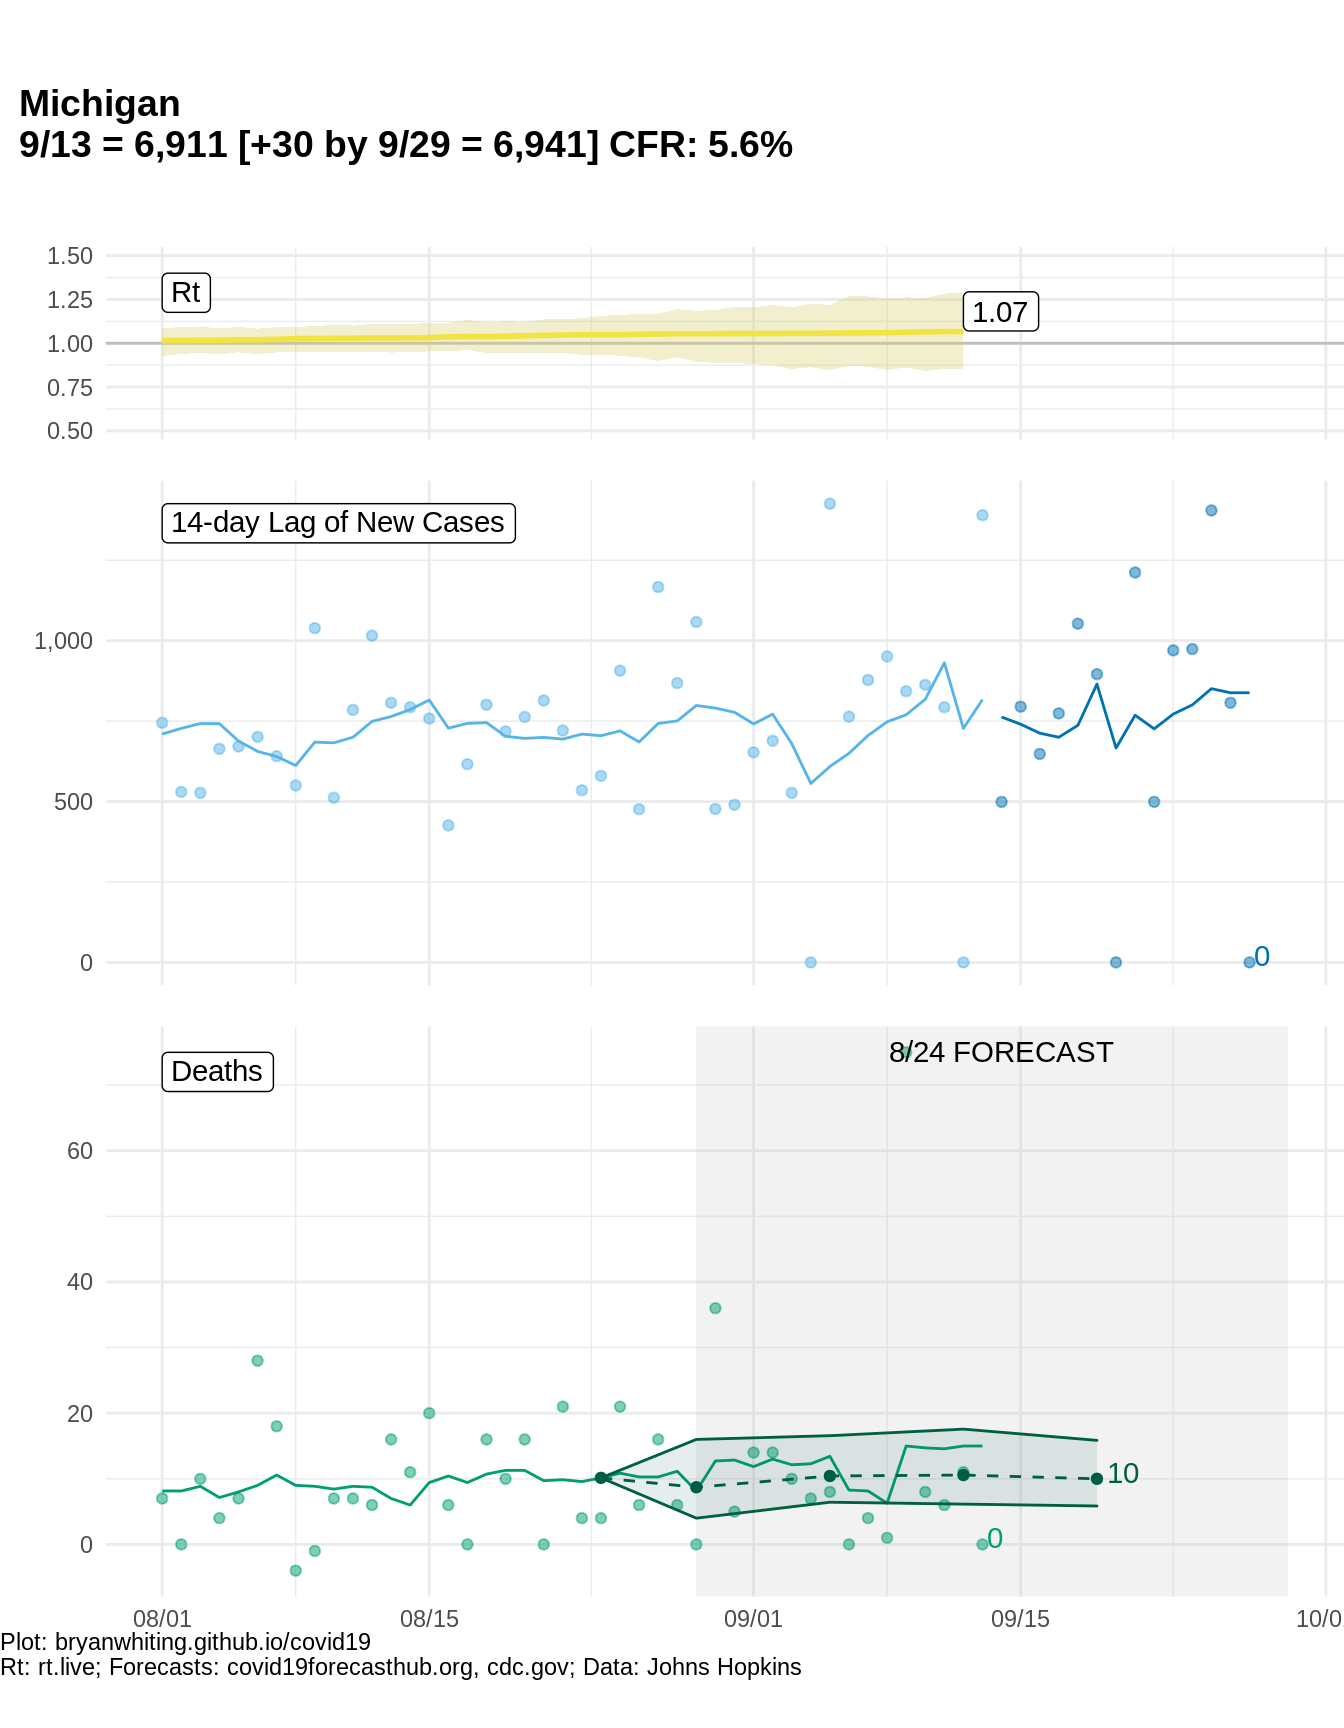 Michigan
9/13 = 6,911 [+30 by 9/29 = 6,941] CFR: 5.6%
1.50
1.25
1.00
0.75
0.50
Rt
1.07
14-day Lag of New Cases
1,000
500
0
0
Deaths
8/24 FORECAST
60
40
20
0
10
0
08/01
08/15
09/01
09/15
10/0
Plot: bryanwhiting.github.io/covid19
Rt: rt.live; Forecasts: covid19forecasthub.org, cdc.gov; Data: Johns Hopkins